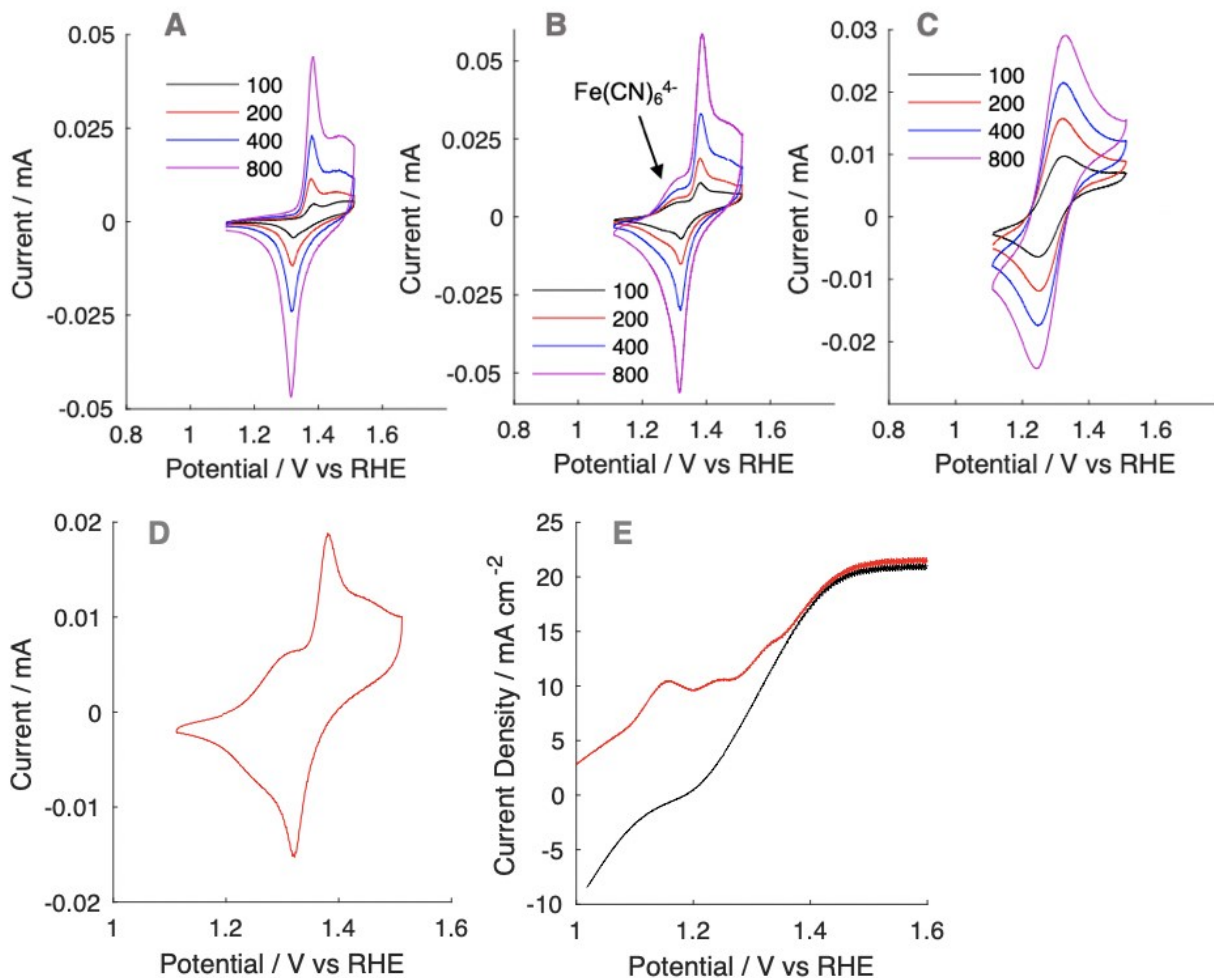 A
0.05
0.025
0
-0.025
-0.05
Current / mA
100
200
400
800
0.8 1 1.2 1.4 1.6
Potential / V vs RHE
B
Fe(CN)₆⁴⁻
0.05
0.025
0
-0.025
-0.05
Current / mA
100
200
400
800
0.8 1 1.2 1.4 1.6
Potential / V vs RHE
C
0.03
0.02
0.01
0
-0.01
-0.02
Current / mA
100
200
400
800
0.8 1 1.2 1.4 1.6
Potential / V vs RHE
D
0.02
0.01
0
-0.01
-0.02
Current / mA
1 1.2 1.4 1.6
Potential / V vs RHE
E
25
20
15
10
5
0
-5
-10
Current Density / mA cm⁻²
1 1.2 1.4 1.6
Potential / V vs RHE